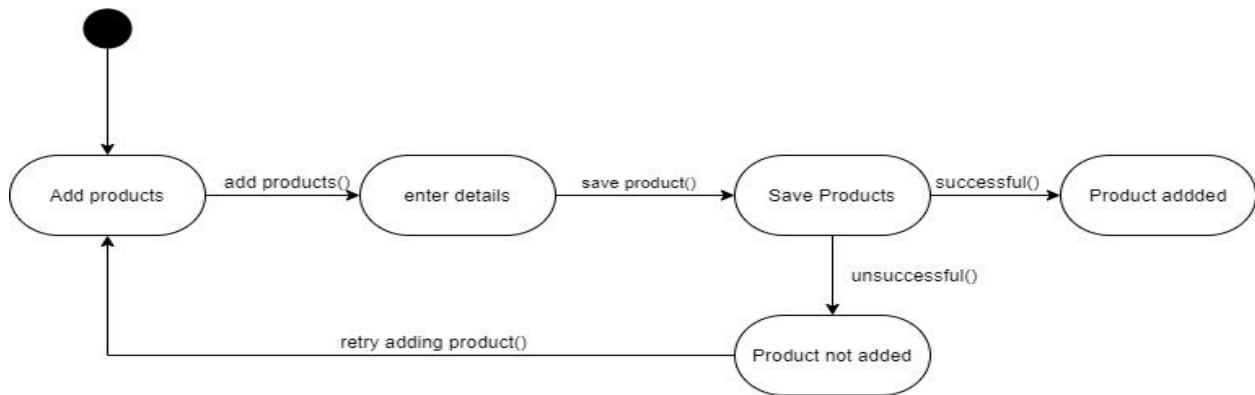 Add products
add products()
enter details
save product()
Save Products
successful()
Product addded
unsuccessful()
retry adding product()
Product not added